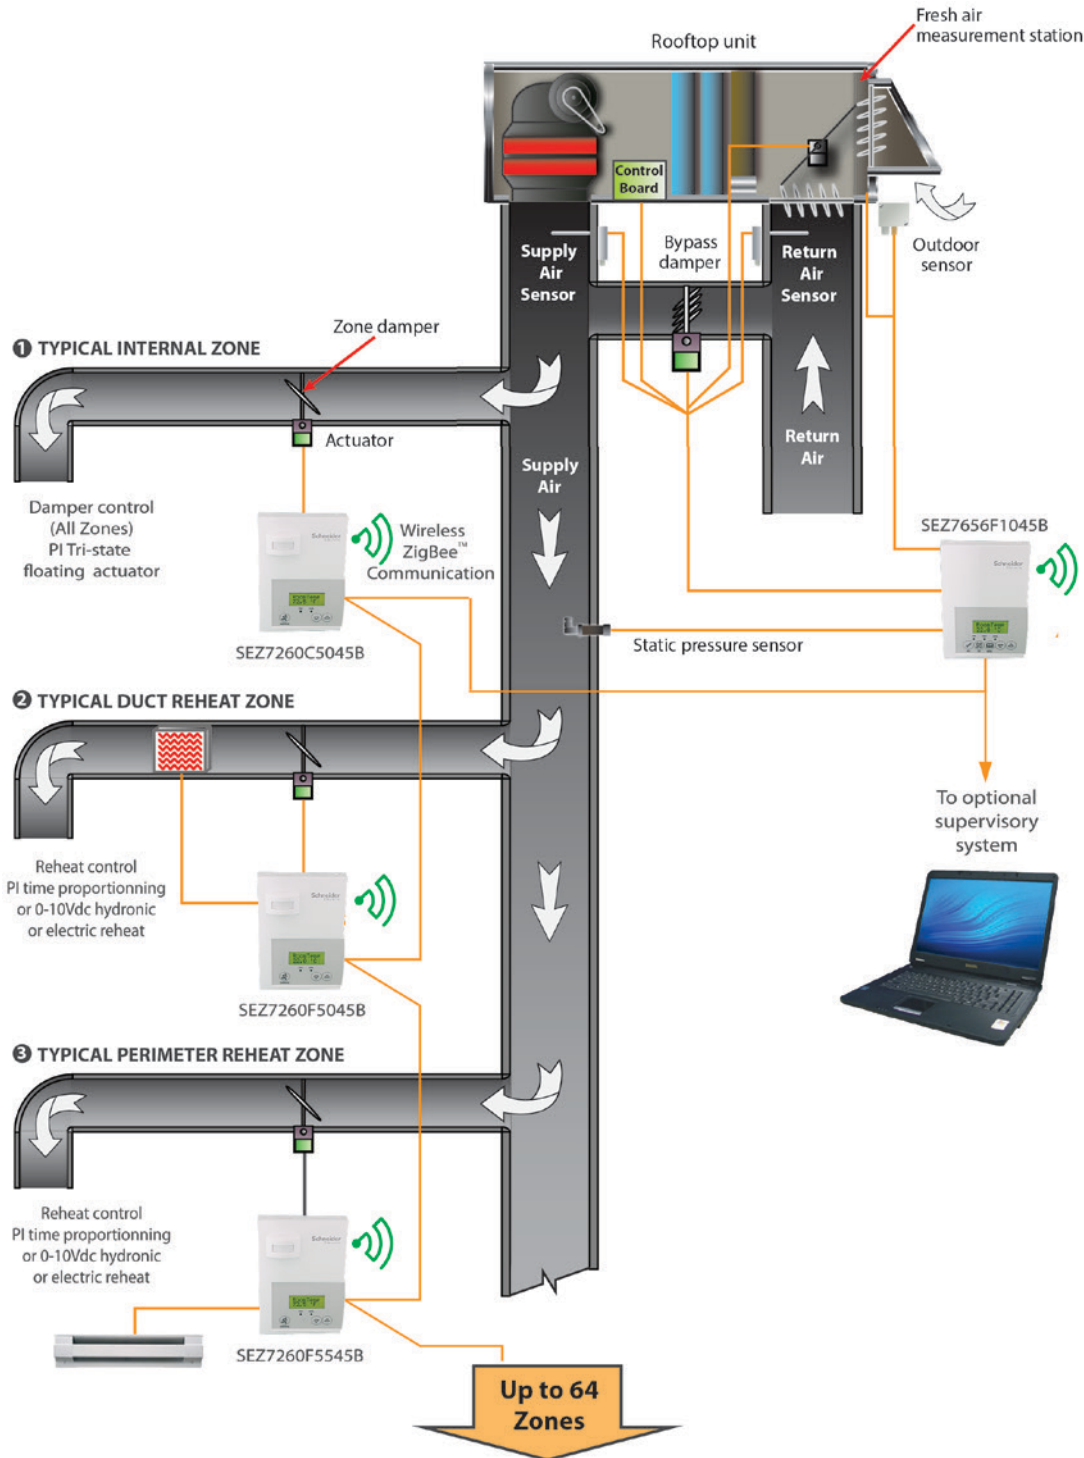 Fresh air
measurement station
Rooftop unit
Control
Board
Supply
Air
Sensor
Bypass
damper
Return
Air
Sensor
Outdoor
sensor
Zone damper
❶ TYPICAL INTERNAL ZONE
Actuator
Supply
Air
Return
Air
Damper control
(All Zones)
PI Tri-state
floating actuator
Schneider
Wireless
ZigBee™
Communication
SEZ7260C5045B
SEZ7656F1045B
Schneider
Static pressure sensor
❷ TYPICAL DUCT REHEAT ZONE
To optional
supervisory
system
Reheat control
PI time proportionning
or 0-10Vdc hydronic
or electric reheat
Schneider
SEZ7260F5045B
❸ TYPICAL PERIMETER REHEAT ZONE
Reheat control
PI time proportionning
or 0-10Vdc hydronic
or electric reheat
Schneider
SEZ7260F5545B
Up to 64
Zones